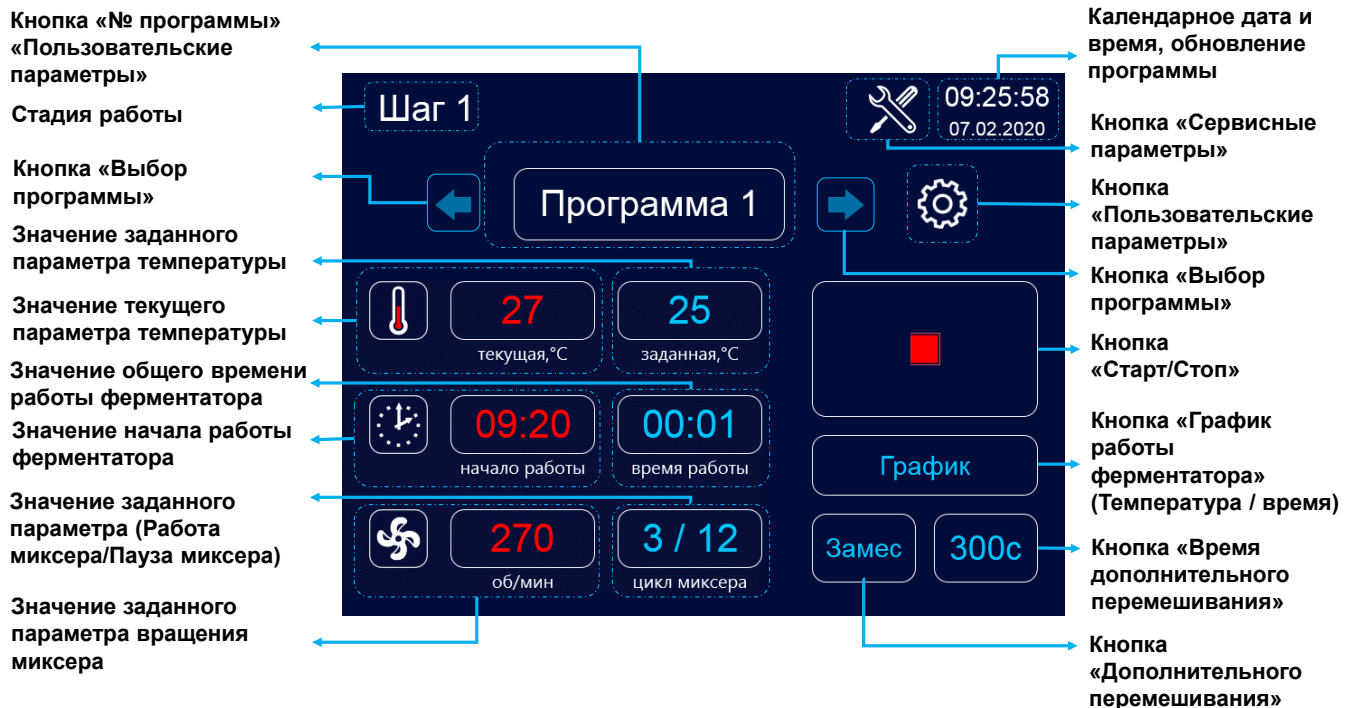 Кнопка «№ программы»
«Пользовательские
параметры»
Стадия работы
Кнопка «Выбор
программы»
Значение заданного
параметра температуры
Значение текущего
параметра температуры
Значение общего времени
работы ферментатора
Значение начала работы
ферментатора
Значение заданного
параметра (Работа
миксера/Пауза миксера)
Значение заданного
параметра вращения
миксера
Шаг 1
09:25:58
07.02.2020
Программа 1
27
текущая,°C
25
заданная,°C
09:20
начало работы
00:01
время работы
График
270
об/мин
3 / 12
цикл миксера
Замес
300с
Календарное дата и
время, обновление
программы
Кнопка «Сервисные
параметры»
Кнопка
«Пользовательские
параметры»
Кнопка «Выбор
программы»
Кнопка
«Старт/Стоп»
Кнопка «График
работы
ферментатора»
(Температура / время)
Кнопка «Время
дополнительного
перемешивания»
Кнопка
«Дополнительного
перемешивания»